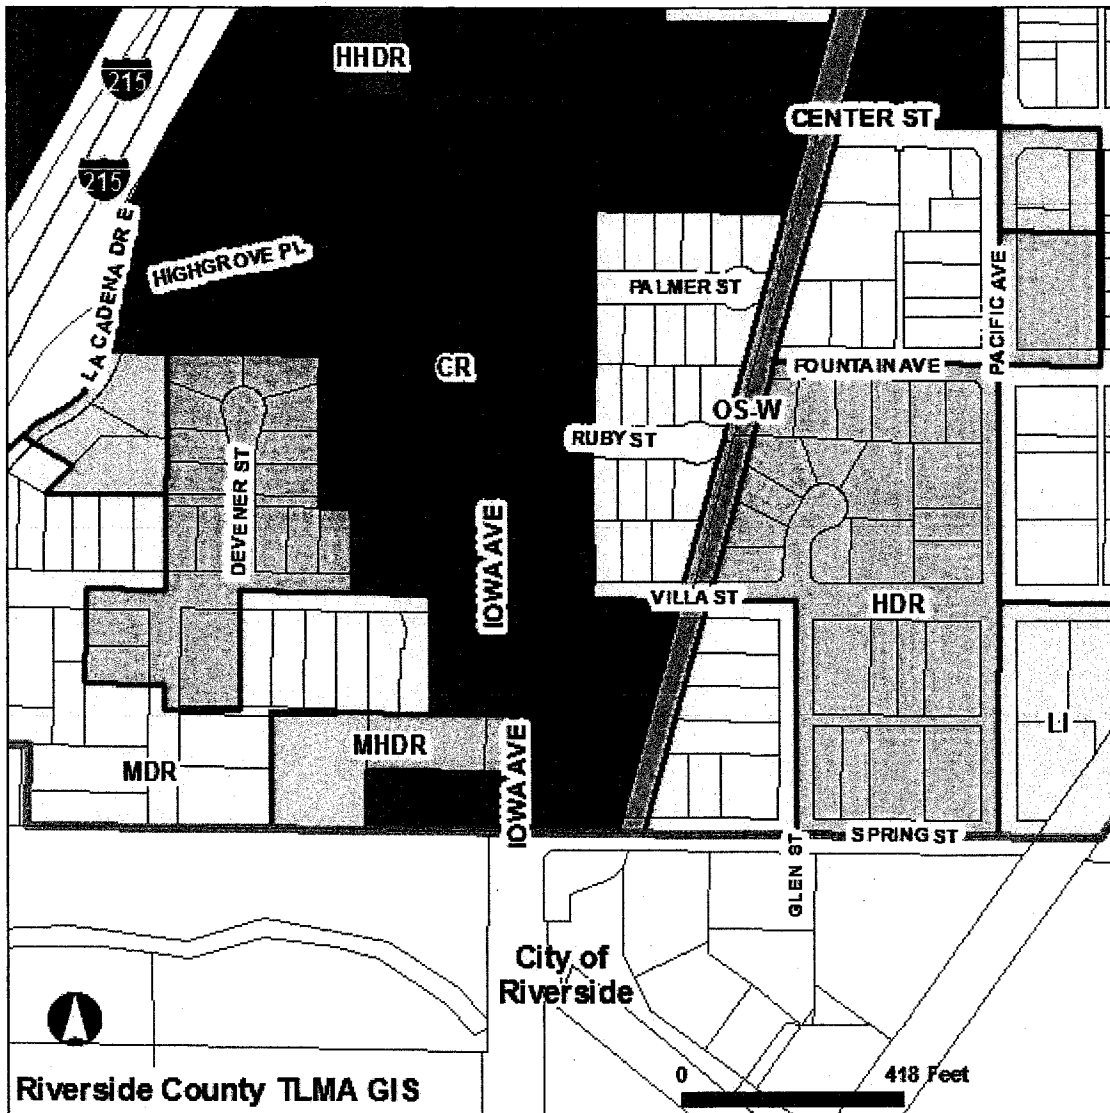 HHDR
215
CENTER ST
215
LA CADENA DR E
HIGHGROVE PL
PALMER ST
PACIFIC AVE
CR
FOUNTAIN AVE
OS-W
RUBY ST
DEVENER ST
IOWA AVE
VILLA ST
HDR
MHDR
LI
MDR
IOWA AVE
SPRING ST
GLEN ST
City of
Riverside
Riverside County TLMA GIS
0 418 Feet